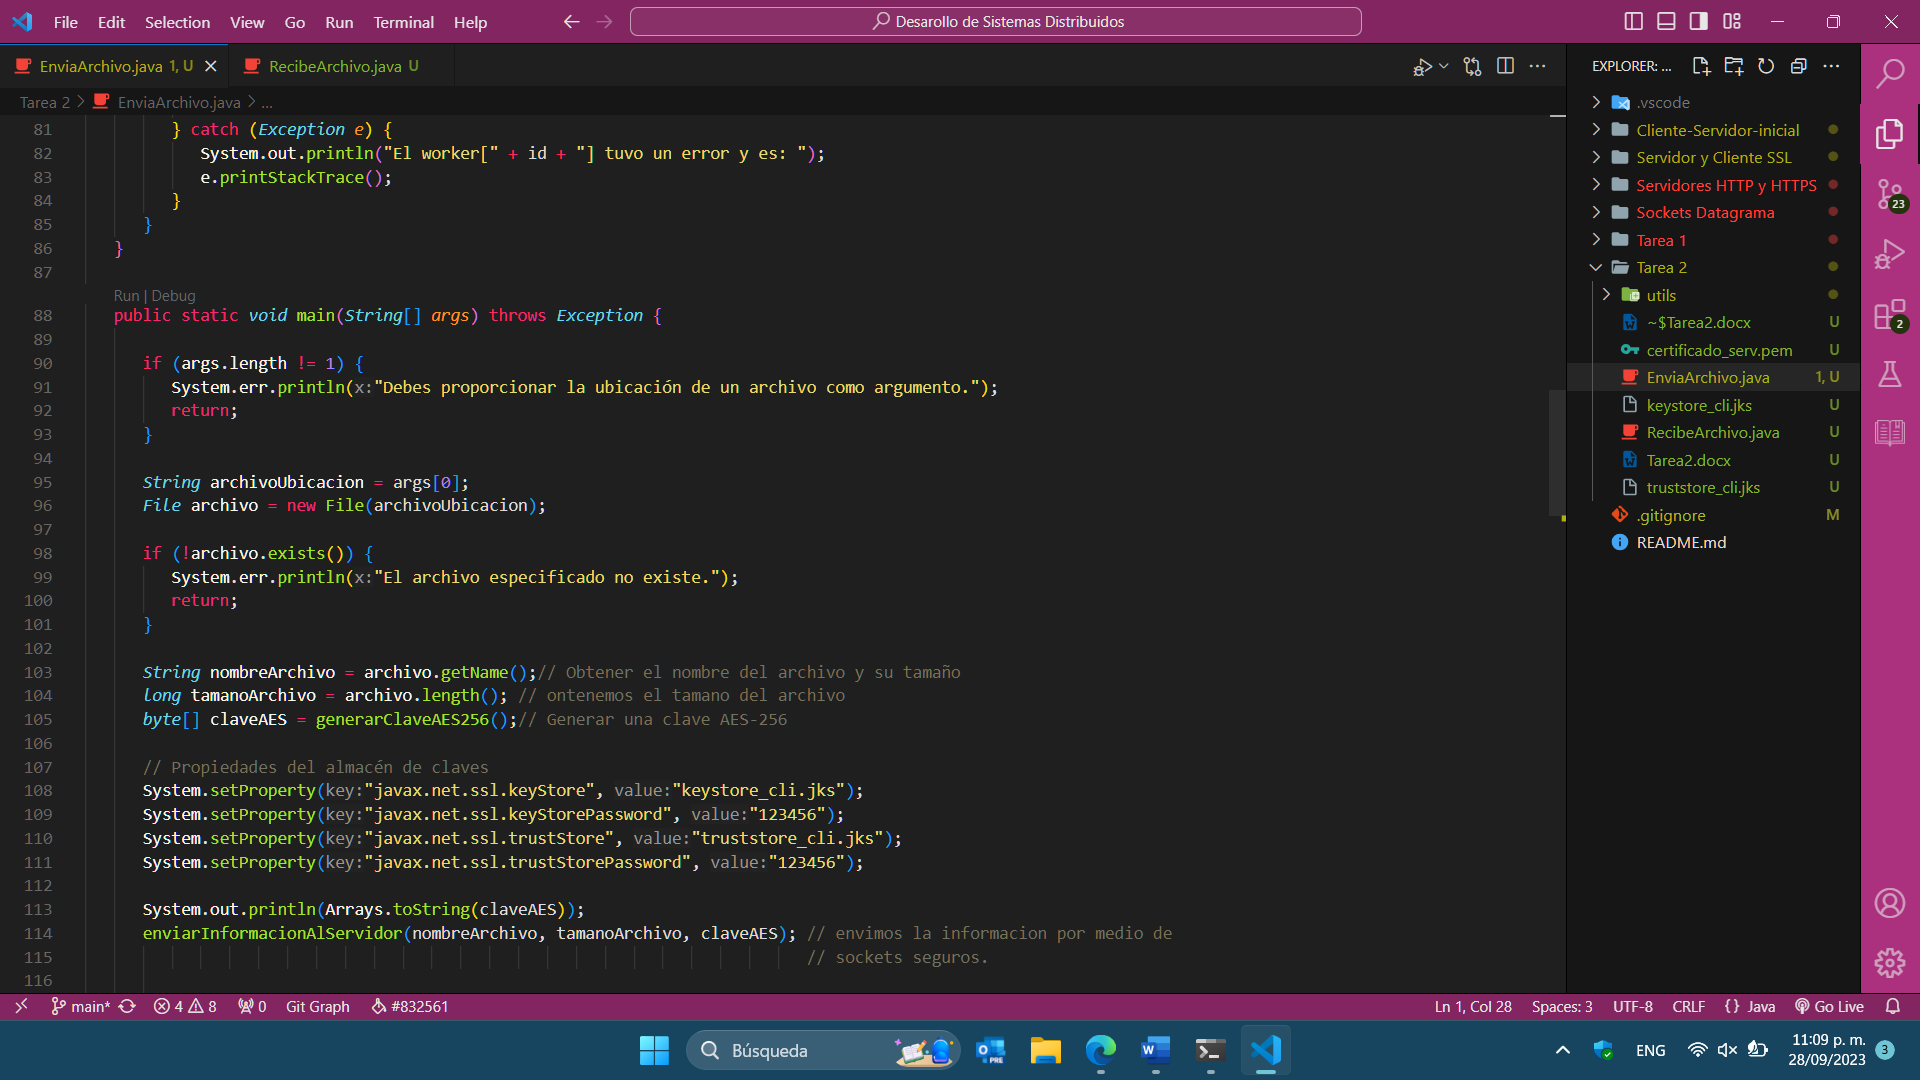 File Edit Selection View Go Run Terminal Help
Desarollo de Sistemas Distribuidos
EnviaArchivo.java 1, U
RecibeArchivo.java U
Tarea 2 > EnviaArchivo.java > ...
81 } catch (Exception e) {
82 System.out.println("El worker[" + id + "] tuvo un error y es: ");
83 e.printStackTrace();
84 }
85 }
86 }
87
Run | Debug
88 public static void main(String[] args) throws Exception {
89
90 if (args.length != 1) {
91 System.err.println(x:"Debes proporcionar la ubicación de un archivo como argumento.");
92 return;
93 }
94
95 String archivoUbicacion = args[0];
96 File archivo = new File(archivoUbicacion);
97
98 if (!archivo.exists()) {
99 System.err.println(x:"El archivo especificado no existe.");
100 return;
101 }
102
103 String nombreArchivo = archivo.getName();// Obtener el nombre del archivo y su tamaño
104 long tamanoArchivo = archivo.length(); // ontenemos el tamano del archivo
105 byte[] claveAES = generarClaveAES256();// Generar una clave AES-256
106
107 // Propiedades del almacén de claves
108 System.setProperty(key:"javax.net.ssl.keyStore", value:"keystore_cli.jks");
109 System.setProperty(key:"javax.net.ssl.keyStorePassword", value:"123456");
110 System.setProperty(key:"javax.net.ssl.trustStore", value:"truststore_cli.jks");
111 System.setProperty(key:"javax.net.ssl.trustStorePassword", value:"123456");
112
113 System.out.println(Arrays.toString(claveAES));
114 enviarInformacionAlServidor(nombreArchivo, tamanoArchivo, claveAES); // envimos la informacion por medio de
115 // sockets seguros.
116
EXPLORER: ...
.vscode
Cliente-Servidor-inicial
Servidor y Cliente SSL
Servidores HTTP y HTTPS
Sockets Datagrama
Tarea 1
Tarea 2
utils
~$Tarea2.docx U
certificado_serv.pem U
EnviaArchivo.java 1, U
keystore_cli.jks U
RecibeArchivo.java U
Tarea2.docx U
truststore_cli.jks U
.gitignore M
README.md
23
2
main* 4 8 0 Git Graph #832561
Ln 1, Col 28 Spaces: 3 UTF-8 CRLF {} Java Go Live
Búsqueda
PRE
ENG
11:09 p. m.
28/09/2023
3